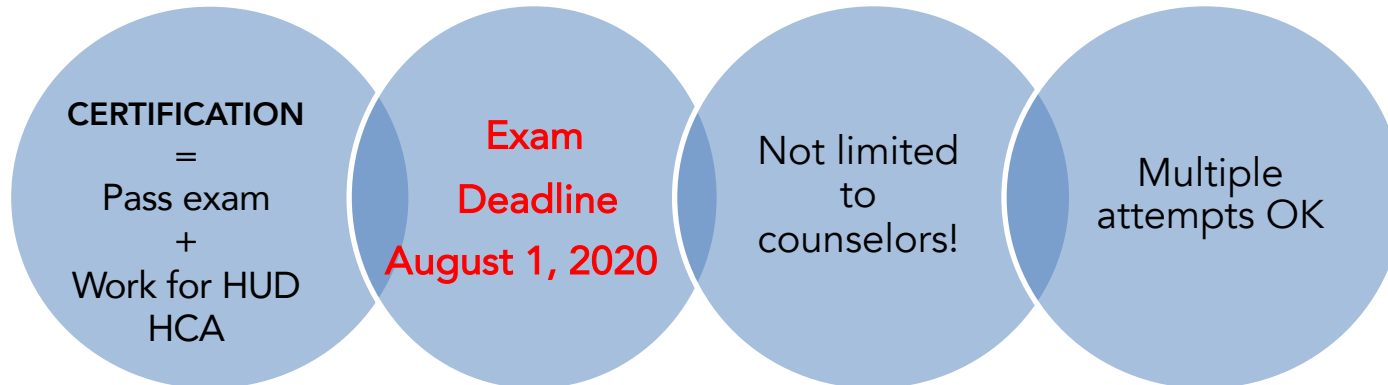 CERTIFICATION
=
Pass exam
+
Work for HUD
HCA
Exam
Deadline
August 1, 2020
Not limited
to
counselors!
Multiple
attempts OK